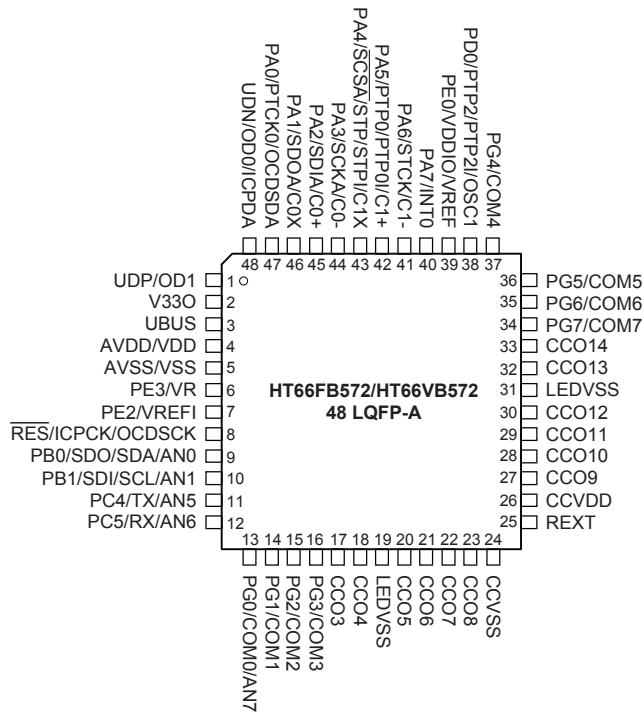 UDN/OD0/ICPDA
PA0/PTCK0/OCDSDA
PA1/SDOA/C0X
PA2/SDIA/C0+
PA3/SCKA/C0-
PA4/SCSA/STP/STPI/C1X
PA5/PTP0/PTP0I/C1+
PA6/STCK/C1-
PA7/INT0
PE0/VDDIO/VREF
PD0/PTP2/PTP2I/OSC1
PG4/COM4
48 47 46 45 44 43 42 41 40 39 38 37
UDP/OD1 1
V33O 2
UBUS 3
AVDD/VDD 4
AVSS/VSS 5
PE3/VR 6
PE2/VREFI 7
RES/ICPCK/OCDSCK 8
PB0/SDO/SDA/AN0 9
PB1/SDI/SCL/AN1 10
PC4/TX/AN5 11
PC5/RX/AN6 12
HT66FB572/HT66VB572
48 LQFP-A
36 PG5/COM5
35 PG6/COM6
34 PG7/COM7
33 CCO14
32 CCO13
31 LEDVSS
30 CCO12
29 CCO11
28 CCO10
27 CCO9
26 CCVDD
25 REXT
13 14 15 16 17 18 19 20 21 22 23 24
PG0/COM0/AN7
PG1/COM1
PG2/COM2
PG3/COM3
CCO3
CCO4
LEDVSS
CCO5
CCO6
CCO7
CCO8
CCVSS